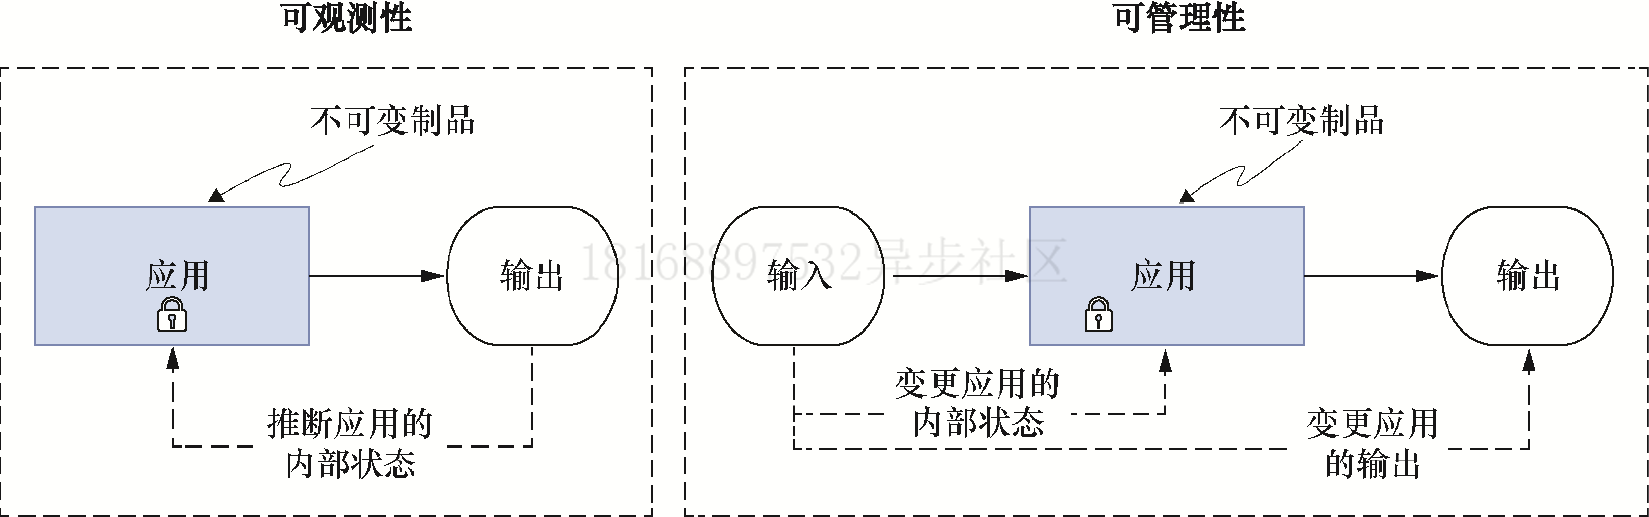 可观测性
不可变制品
应用
输出
推断应用的
内部状态
可管理性
不可变制品
输入
应用
输出
变更应用的
内部状态
变更应用
的输出
18168897532异步社区